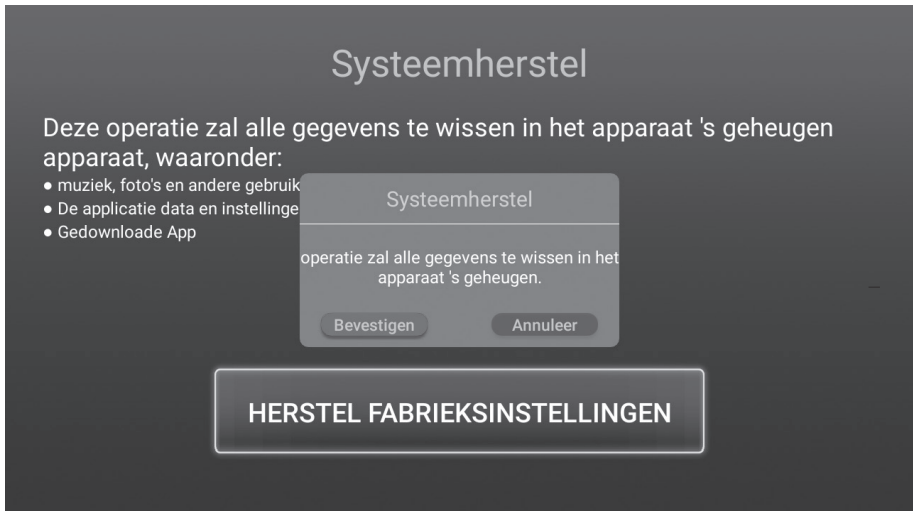 Systeemherstel
Deze operatie zal alle gegevens te wissen in het apparaat 's geheugen
apparaat, waaronder:
● muziek, foto's en andere gebruik
● De applicatie data en instellinge
● Gedownloade App
Systeemherstel
operatie zal alle gegevens te wissen in het
apparaat 's geheugen.
Bevestigen
Annuleer
HERSTEL FABRIEKSINSTELLINGEN